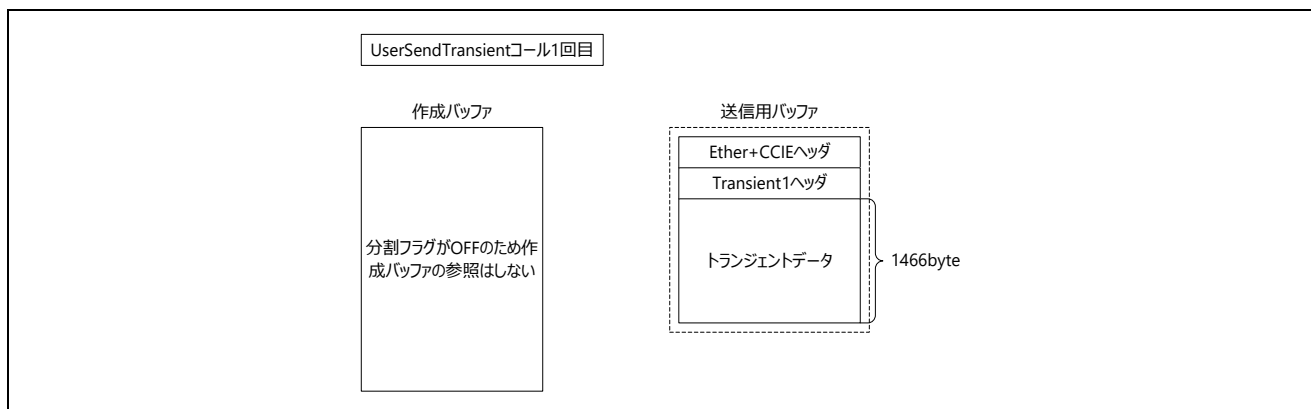 UserSendTransientコール1回目
作成バッファ
送信用バッファ
Ether+CCIEヘッダ
Transient1ヘッダ
分割フラグがOFFのため作
成バッファの参照はしない
トランジェントデータ
1466byte